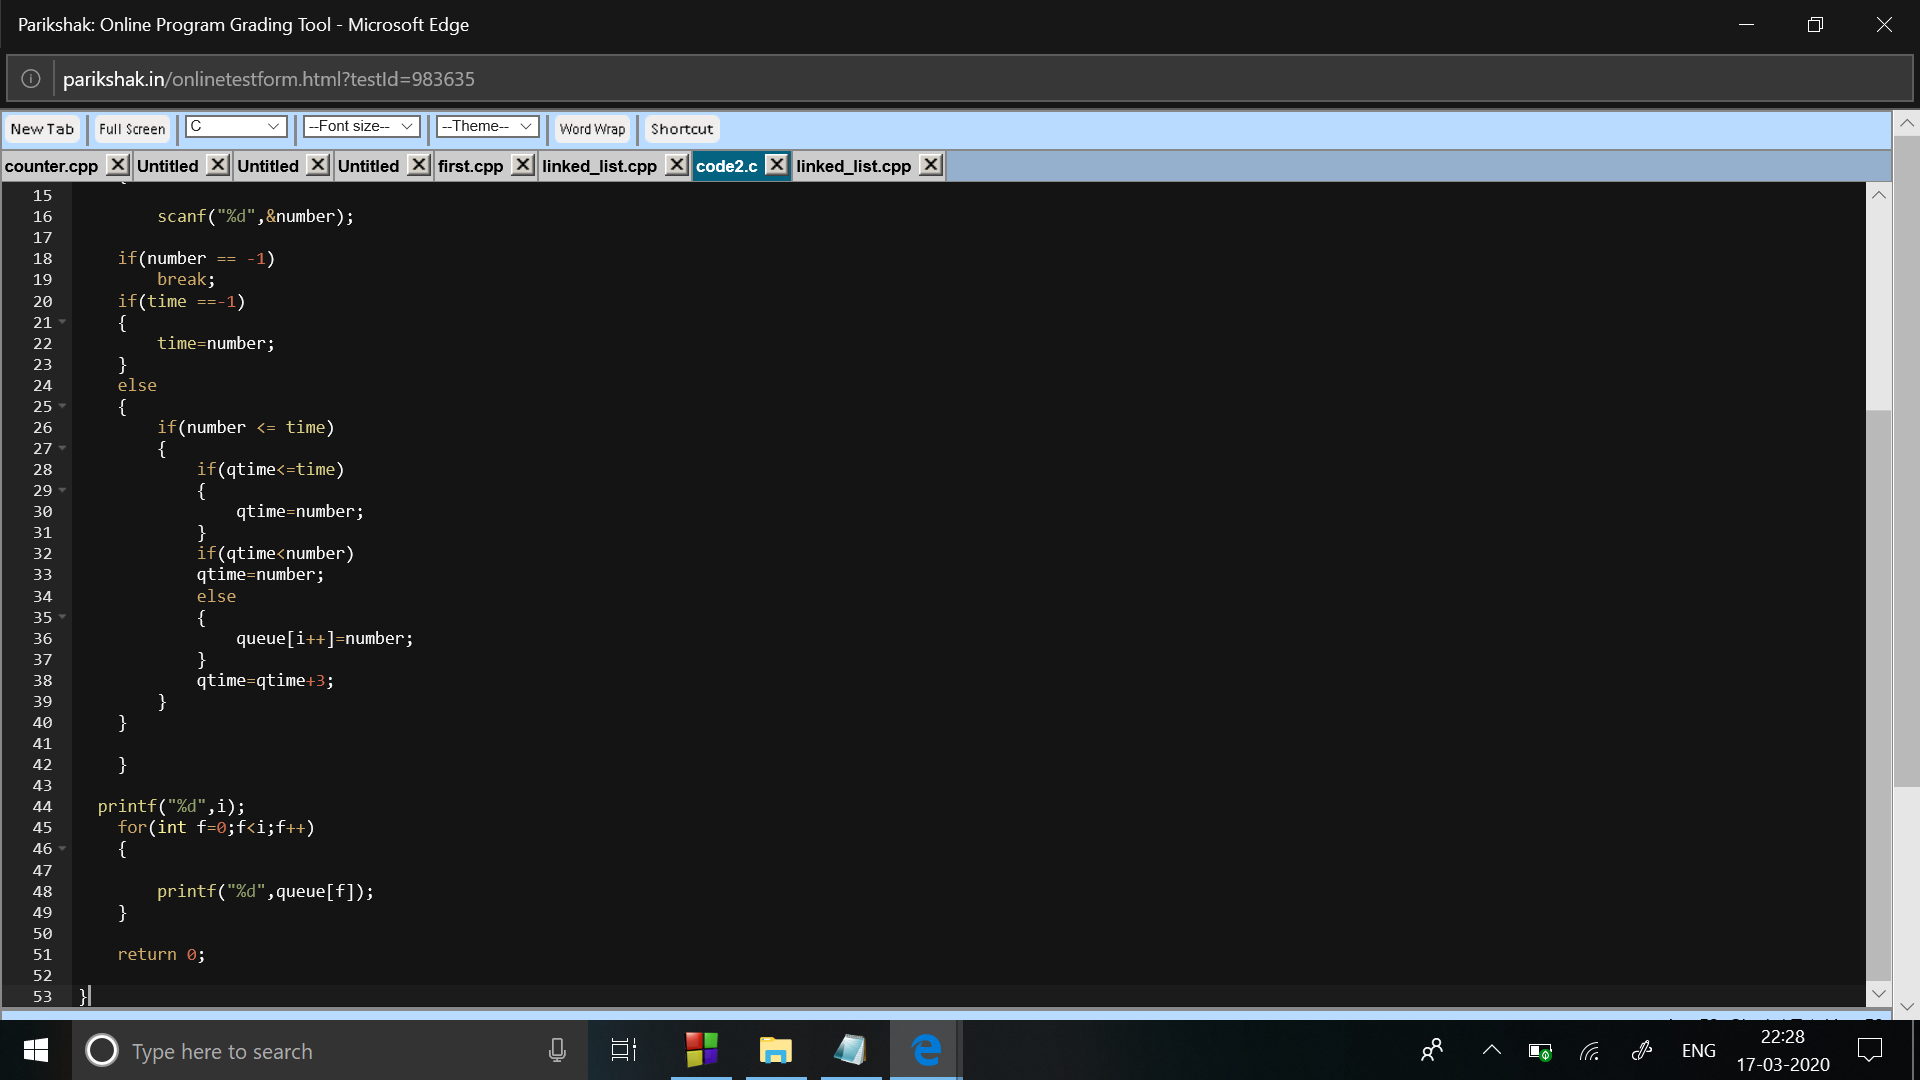 Parikshak: Online Program Grading Tool - Microsoft Edge
parikshak.in/onlinetestform.html?testId=983635
New Tab Full Screen C --Font size-- --Theme-- Word Wrap Shortcut
counter.cpp Untitled Untitled Untitled first.cpp linked_list.cpp code2.c linked_list.cpp
15
16 scanf("%d",&number);
17
18 if(number == -1)
19 break;
20 if(time ==-1)
21 {
22 time=number;
23 }
24 else
25 {
26 if(number <= time)
27 {
28 if(qtime<=time)
29 {
30 qtime=number;
31 }
32 if(qtime<number)
33 qtime=number;
34 else
35 {
36 queue[i++]=number;
37 }
38 qtime=qtime+3;
39 }
40 }
41
42 }
43
44 printf("%d",i);
45 for(int f=0;f<i;f++)
46 {
47
48 printf("%d",queue[f]);
49 }
50
51 return 0;
52
53 }
Type here to search
ENG
22:28
17-03-2020